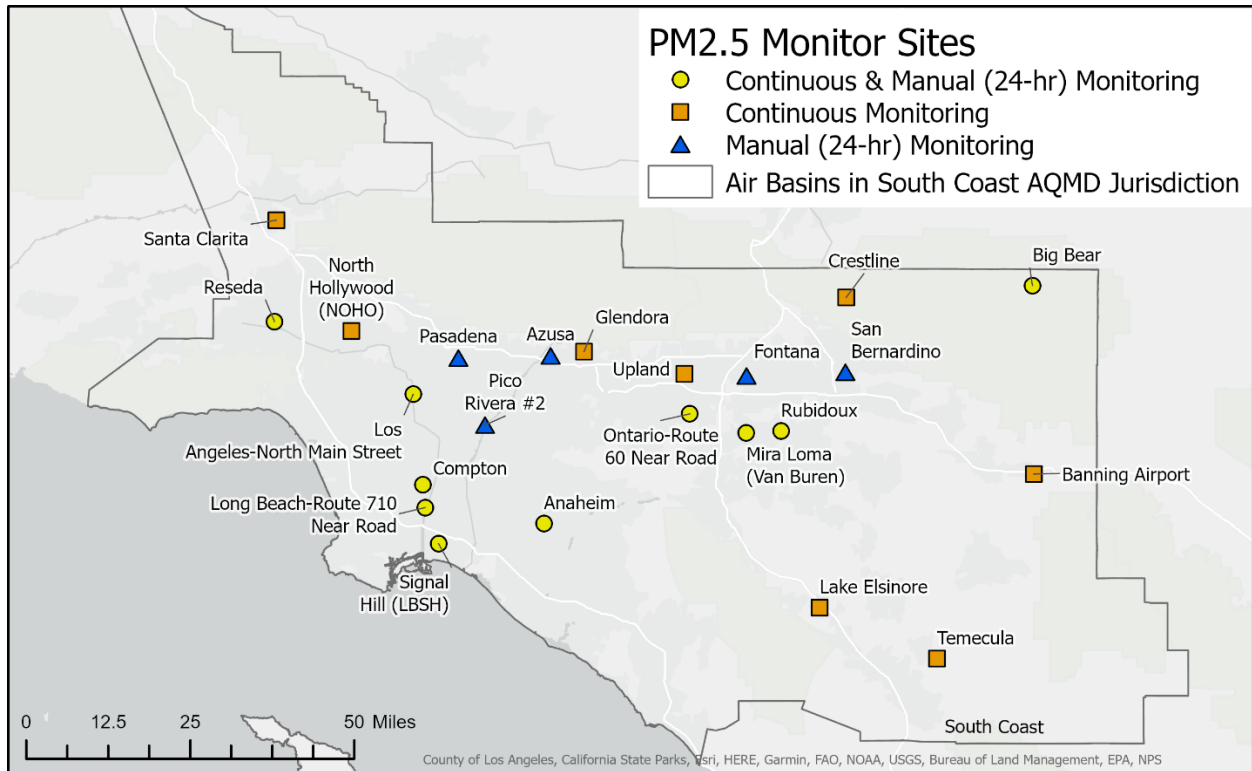 PM2.5 Monitor Sites
Continuous & Manual (24-hr) Monitoring
Continuous Monitoring
Manual (24-hr) Monitoring
Air Basins in South Coast AQMD Jurisdiction
Santa Clarita
Reseda
North
Hollywood
(NOHO)
Pasadena
Azusa
Glendora
Crestline
Big Bear
Pico
Rivera #2
Upland
Fontana
San
Bernardino
Los
Angeles-North Main Street
Ontario-Route
60 Near Road
Rubidoux
Mira Loma
(Van Buren)
Compton
Long Beach-Route 710
Near Road
Anaheim
Banning Airport
Signal
Hill (LBSH)
Lake Elsinore
Temecula
South Coast
0 12.5 25 50 Miles
County of Los Angeles, California State Parks, Esri, HERE, Garmin, FAO, NOAA, USGS, Bureau of Land Management, EPA, NPS